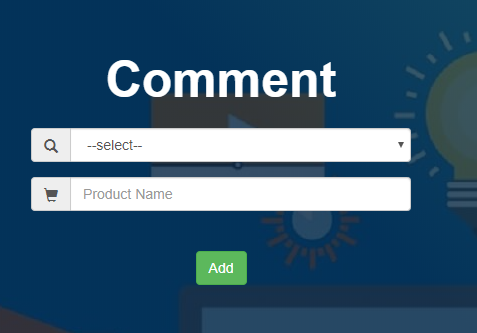 Comment
--select--
Product Name
Add